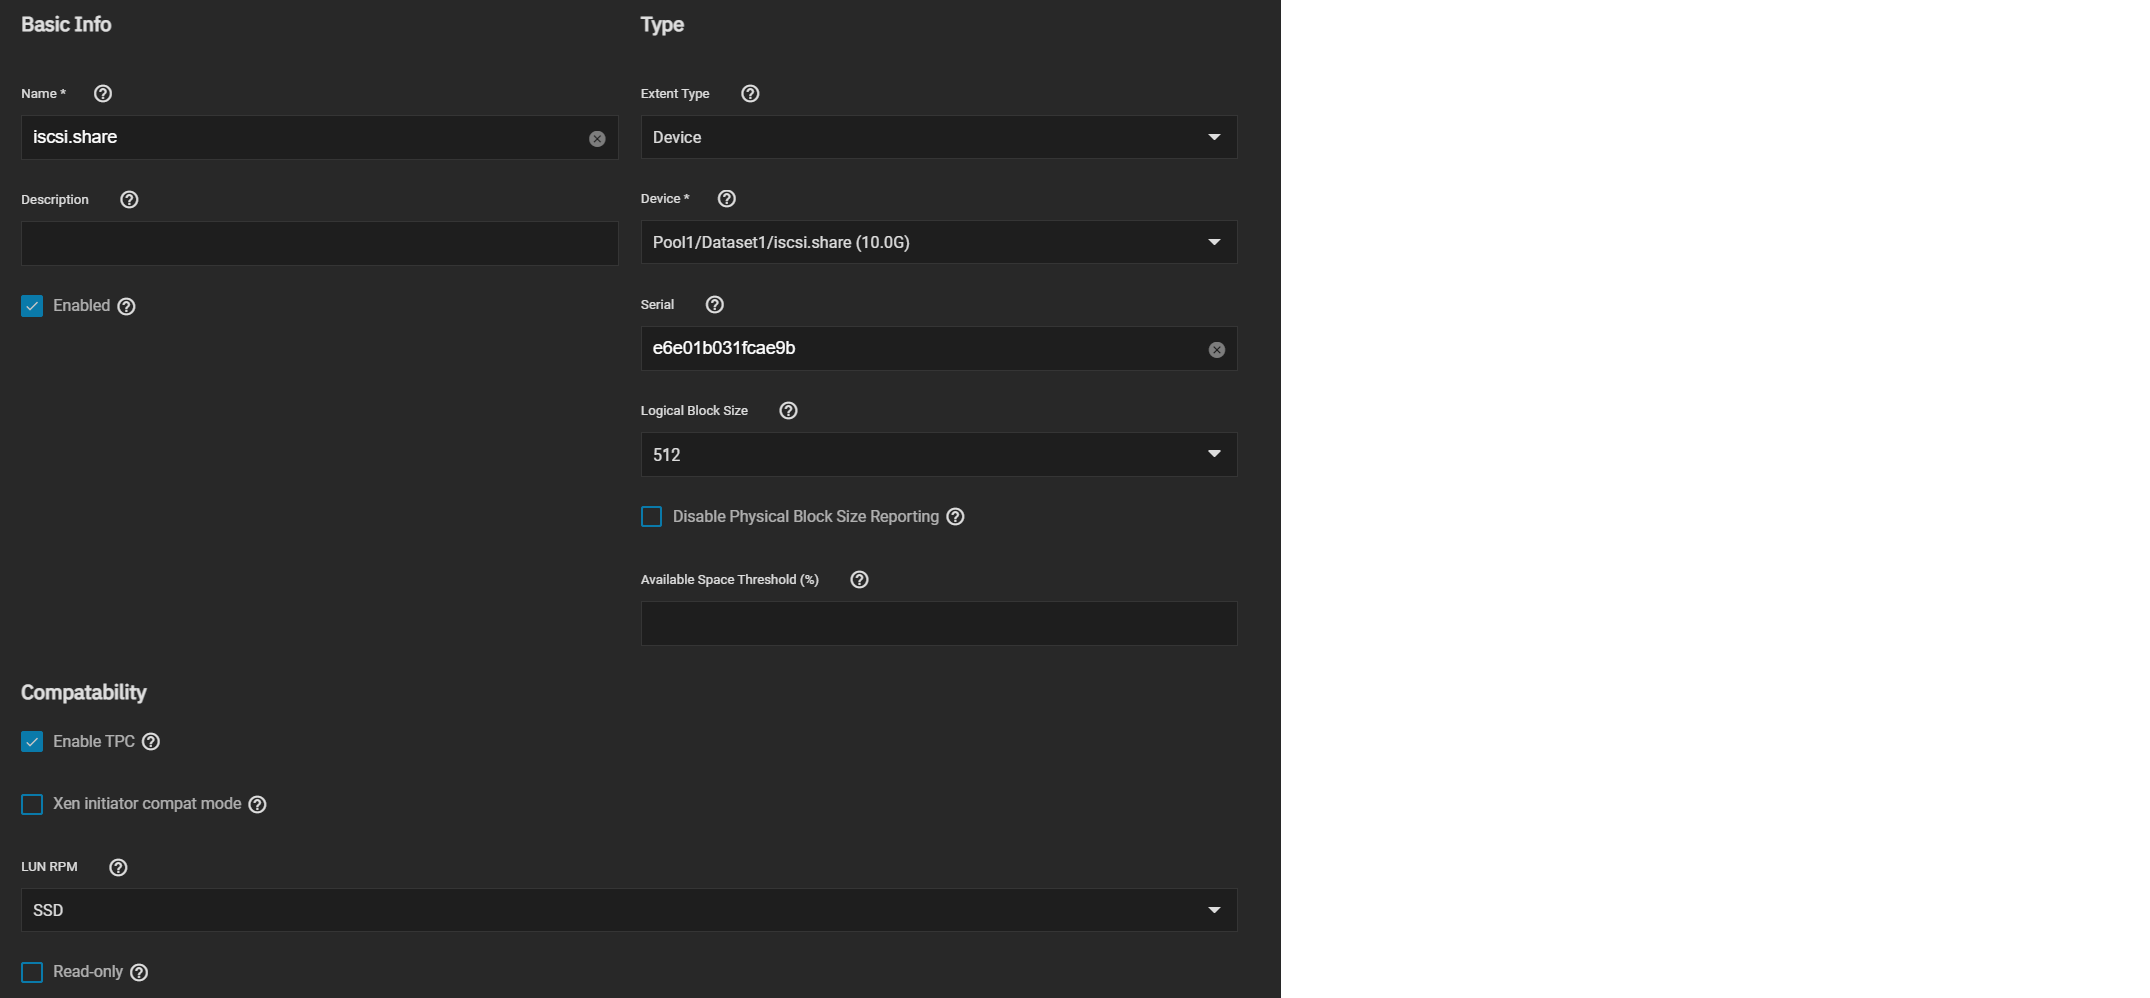 Basic Info
Name *
iscsi.share
Description
Enabled
Type
Extent Type
Device
Device *
Pool1/Dataset1/iscsi.share (10.0G)
Serial
e6e01b031fcae9b
Logical Block Size
512
Disable Physical Block Size Reporting
Available Space Threshold (%)
Compatability
Enable TPC
Xen initiator compat mode
LUN RPM
SSD
Read-only